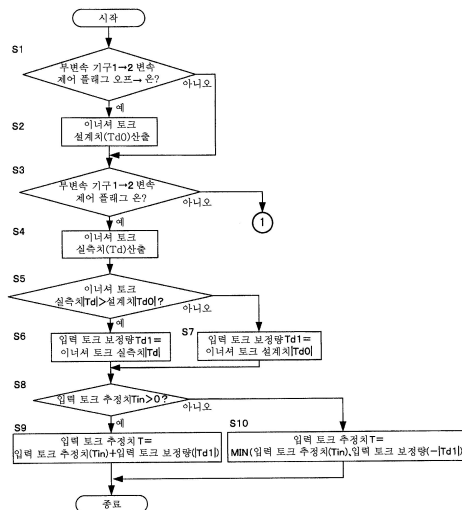 시작
S1
부변속 기구1→2 변속
제어 플래그 오프→ 온?
아니오
예
S2
이너셔 토크
설계치(Td0)산출
S3
부변속 기구1→2 변속
제어 플래그 온?
아니오
1
예
S4
이너셔 토크
실측치(Td)산출
S5
이너셔 토크
실측치|Td|>설계치|Td0|?
아니오
예
S6
입력 토크 보정량Td1=
이너셔 토크 실측치|Td|
S7
입력 토크 보정량Td1=
이너셔 토크 설계치|Td0|
S8
입력 토크 추정치Tin>0?
아니오
예
S9
입력 토크 추정치T=
입력 토크 추정치(Tin)+입력 토크 보정량(|Td1|)
S10
입력 토크 추정치T=
MIN(입력 토크 추정치(Tin),입력 토크 보정량(-|Td1|)
종료